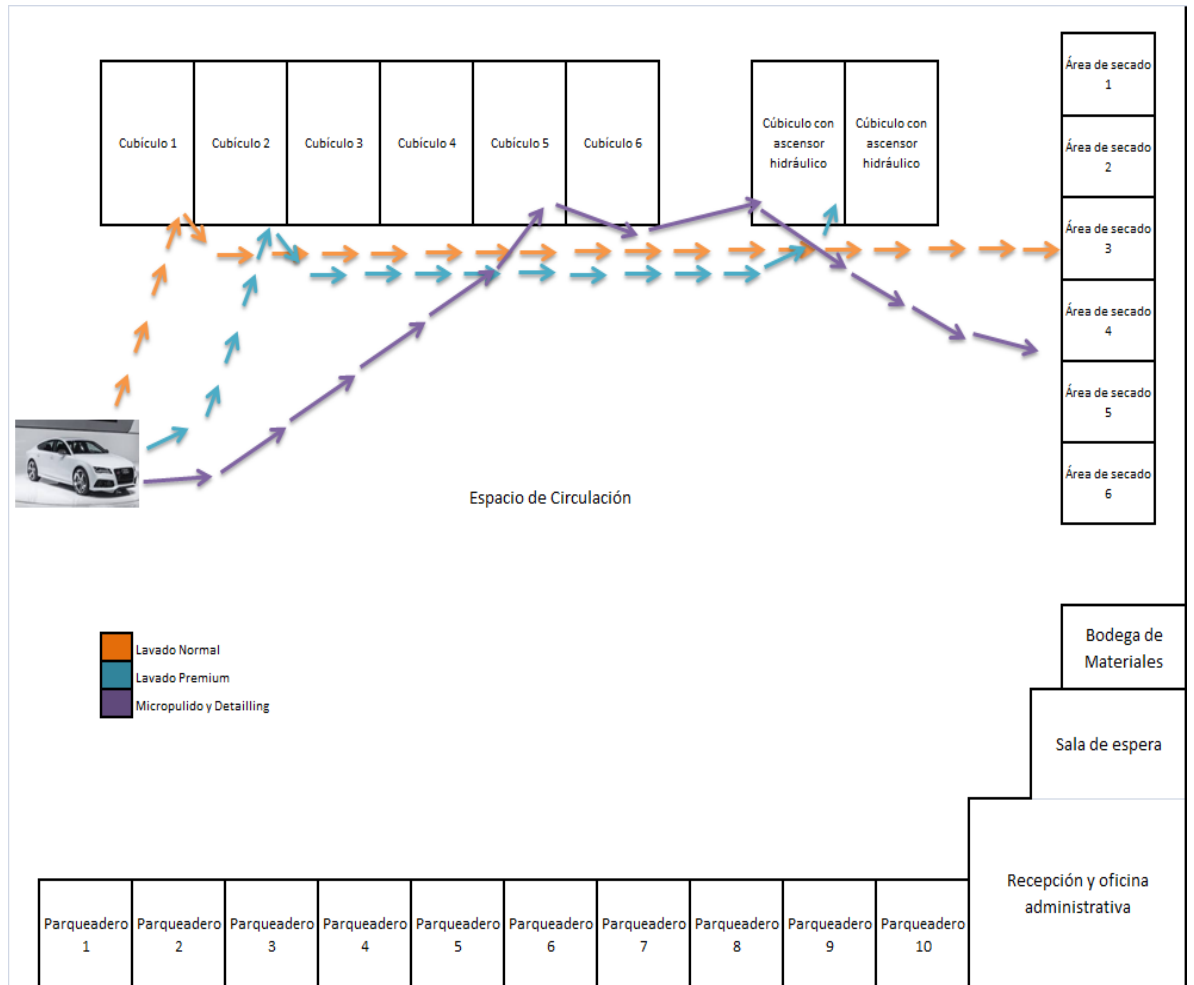 Cubículo 1
Cubículo 2
Cubículo 3
Cubículo 4
Cubículo 5
Cubículo 6
Cúbiculo con
ascensor
hidráulico
Cúbiculo con
ascensor
hidráulico
Área de secado
1
Área de secado
2
Área de secado
3
Área de secado
4
Área de secado
5
Área de secado
6
Espacio de Circulación
Lavado Normal
Lavado Premium
Micropulido y Detailling
Bodega de
Materiales
Sala de espera
Recepción y oficina
administrativa
Parqueadero
1
Parqueadero
2
Parqueadero
3
Parqueadero
4
Parqueadero
5
Parqueadero
6
Parqueadero
7
Parqueadero
8
Parqueadero
9
Parqueadero
10